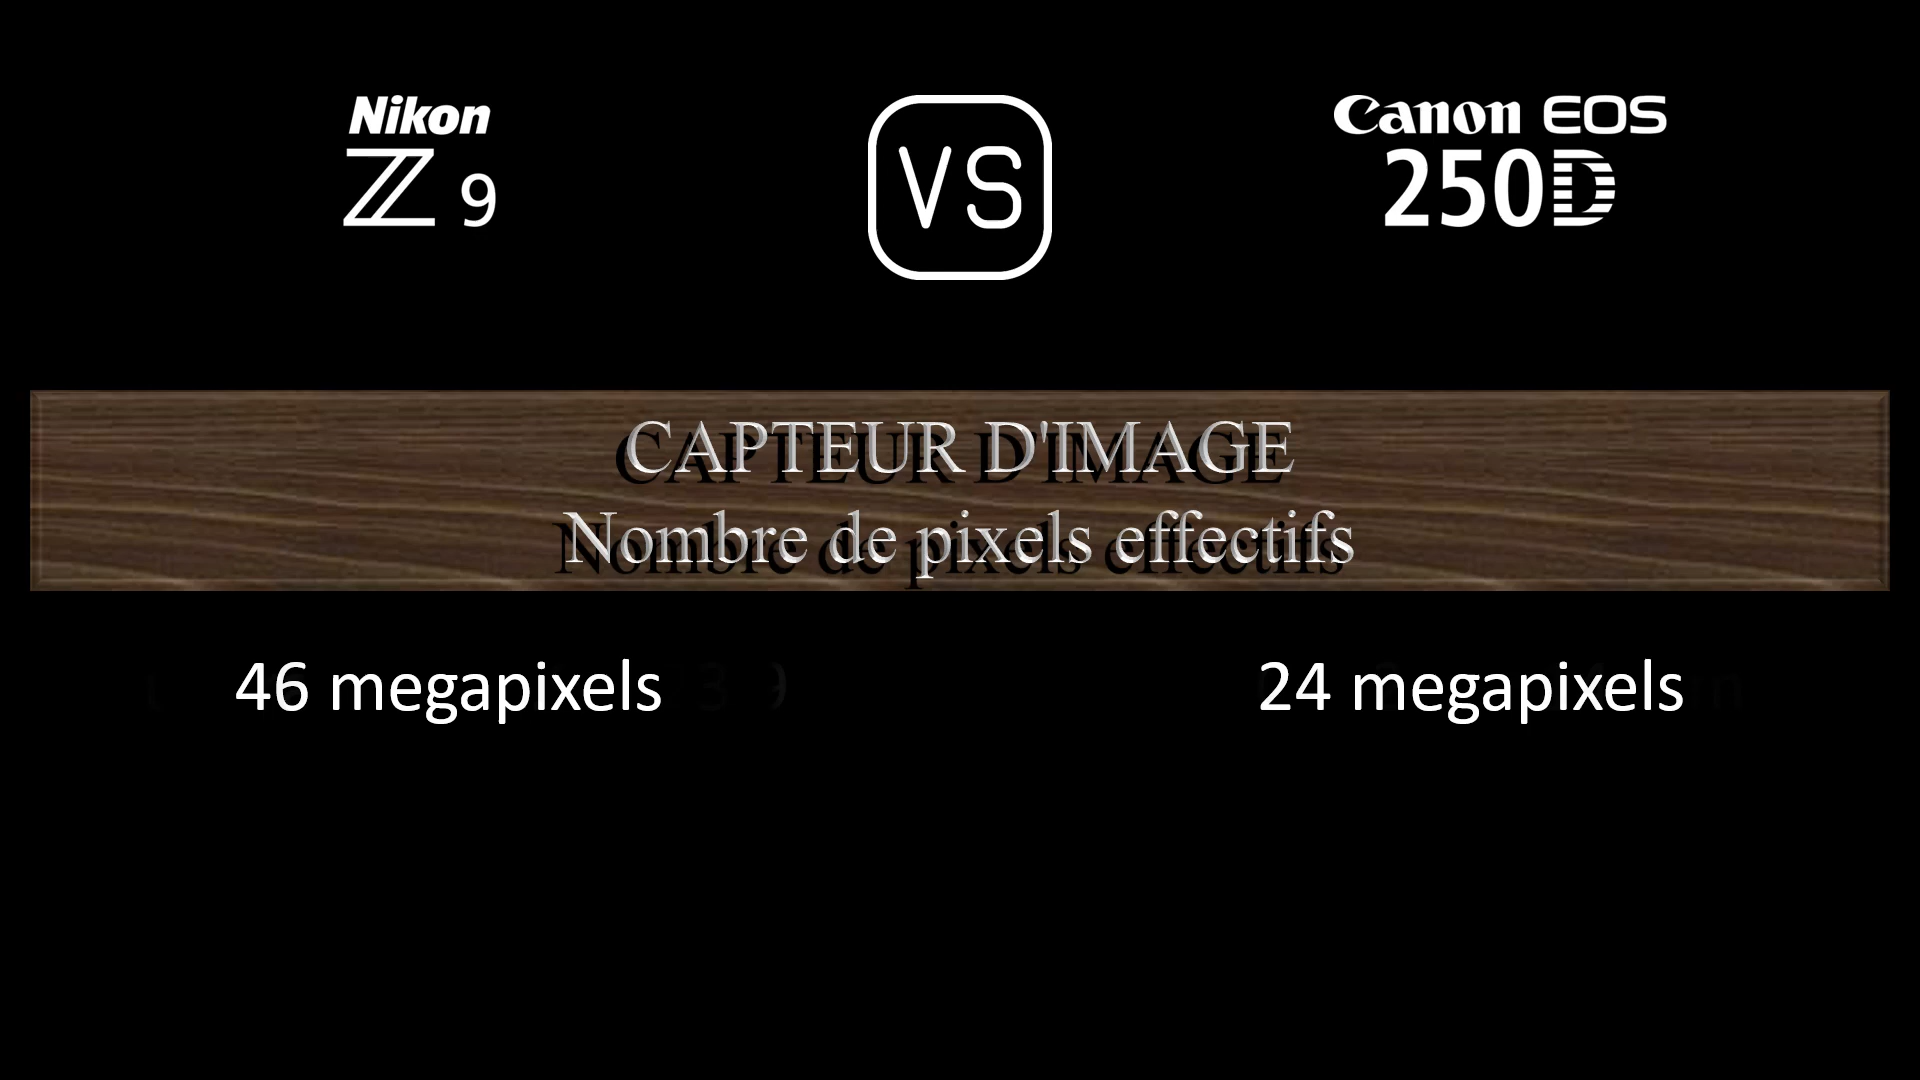 Nikon
Z 9
VS
Canon EOS
250D
CAPTEUR D'IMAGE
Nombre de pixels effectifs
46 megapixels
24 megapixels